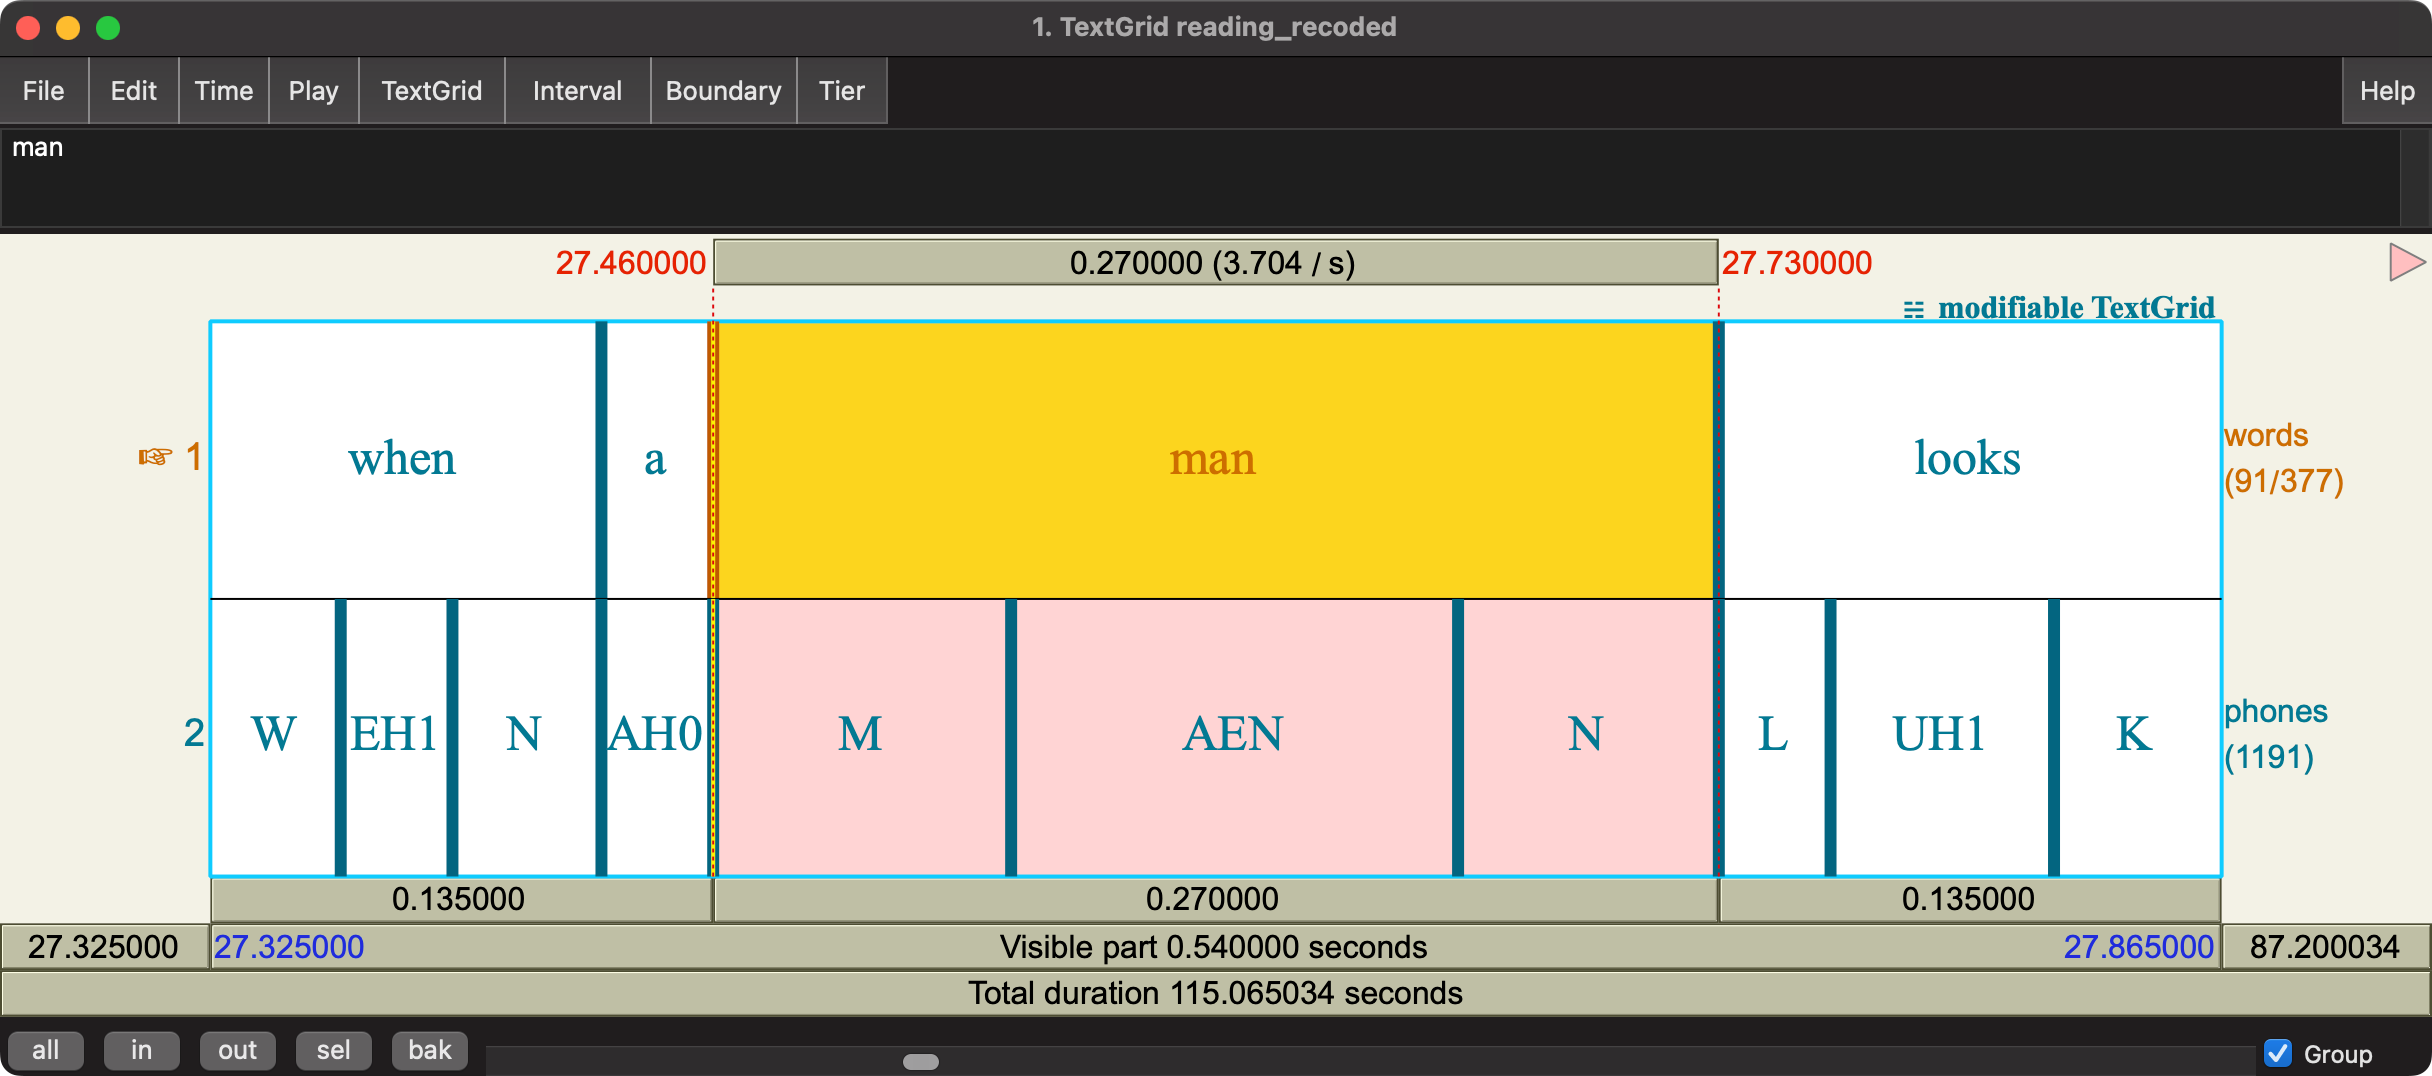 1. TextGrid reading_recoded
File Edit Time Play TextGrid Interval Boundary Tier Help
man
27.460000 0.270000 (3.704 / s) 27.730000
modifiable TextGrid
☞ 1 when a man looks words (91/377)
2 W EH1 N AH0 M AEN N L UH1 K phones (1191)
0.135000 0.270000 0.135000
27.325000 27.325000 Visible part 0.540000 seconds 27.865000 87.200034
Total duration 115.065034 seconds
all in out sel bak Group